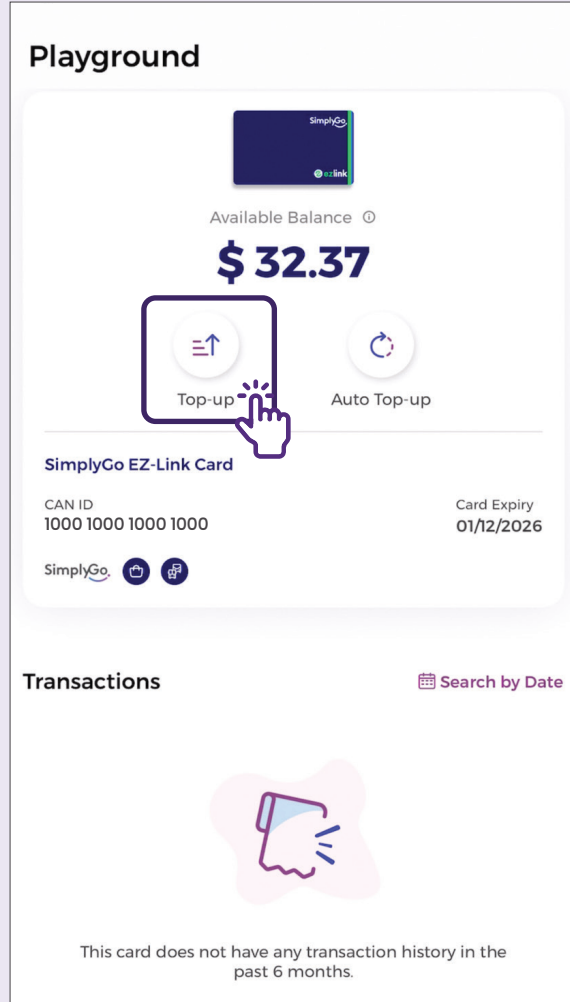 Playground
SimplyGo
ezlink
Available Balance
$ 32.37
Top-up
Auto Top-up
SimplyGo EZ-Link Card
CAN ID
Card Expiry
1000 1000 1000 1000
01/12/2026
SimplyGo.
Transactions
Search by Date
This card does not have any transaction history in the
past 6 months.